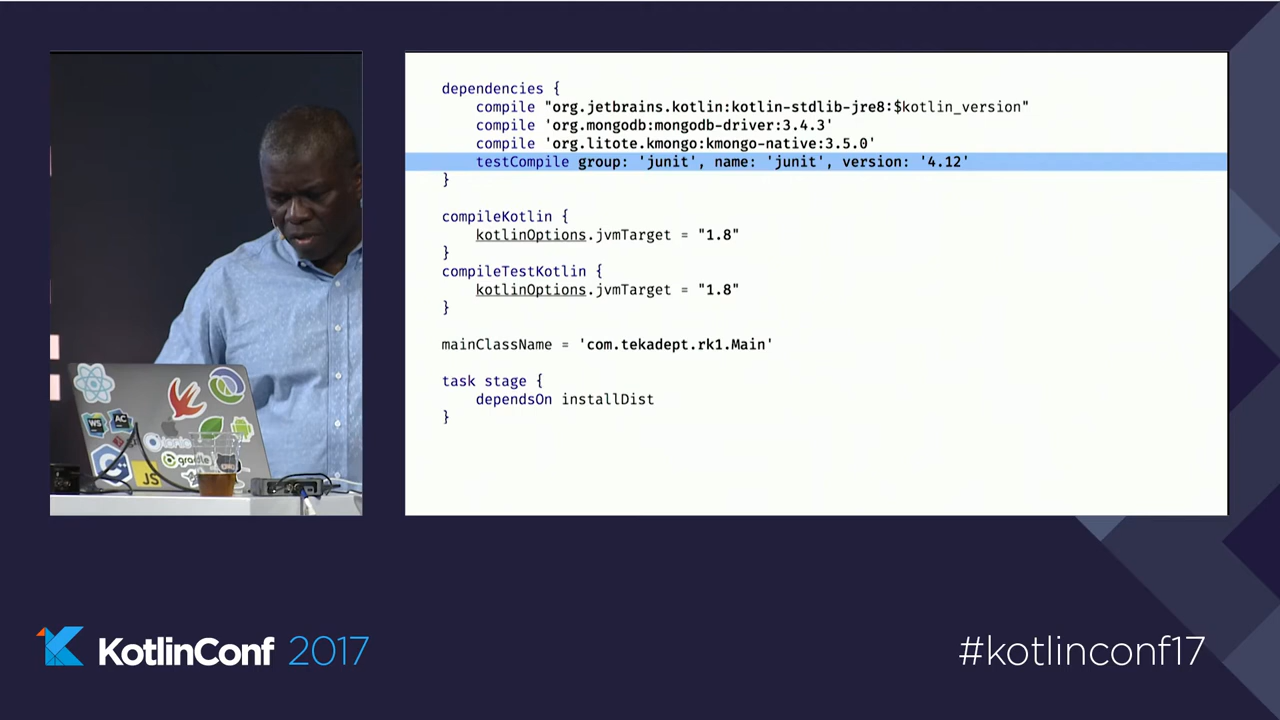 dependencies {
compile "org.jetbrains.kotlin:kotlin-stdlib-jre8:$kotlin_version"
compile 'org.mongodb:mongodb-driver:3.4.3'
compile 'org.litote.kmongo:kmongo-native:3.5.0'
testCompile group: 'junit', name: 'junit', version: '4.12'
}
compileKotlin {
kotlinOptions.jvmTarget = "1.8"
}
compileTestKotlin {
kotlinOptions.jvmTarget = "1.8"
}
mainClassName = 'com.tekadept.rk1.Main'
task stage {
dependsOn installDist
}
WS
AC
ionic
gradle
C
JS
KotlinConf 2017
#kotlinconf17